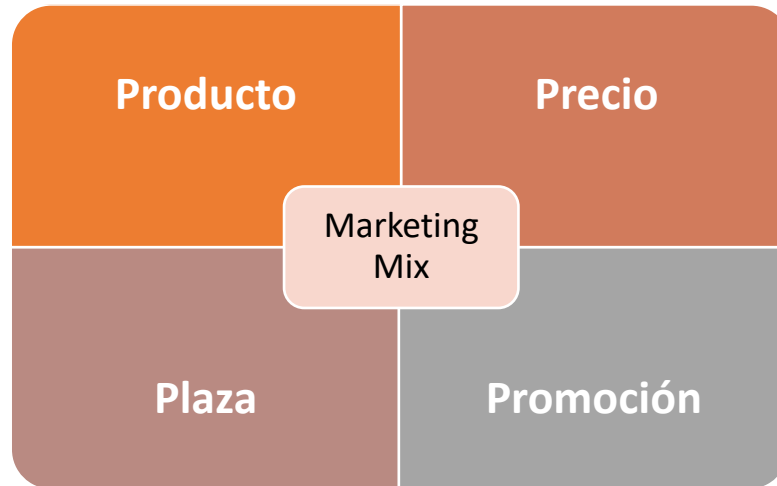 Producto
Precio
Marketing
Mix
Plaza
Promoción